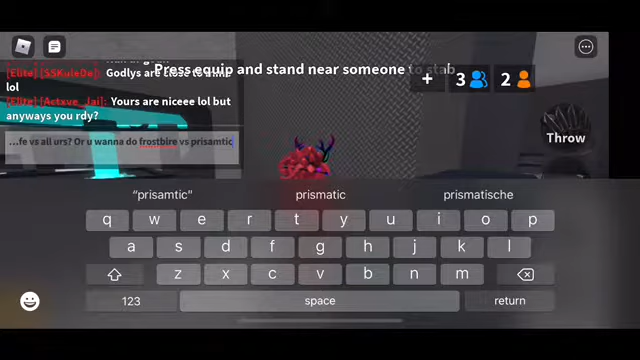 Press equip and stand near someone to stab
[Elite] [SSKuleDe]: Godlys are close to mine
lol
+ 3 2
[Elite] [Actxve_Jai]: Yours are niceee lol but
anyways you rdy?
Throw
...fe vs all urs? Or u wanna do frostbire vs prisamtic
"prisamtic" prismatic prismatische
q w e r t y u i o p
a s d f g h j k l
z x c v b n m
123 space return